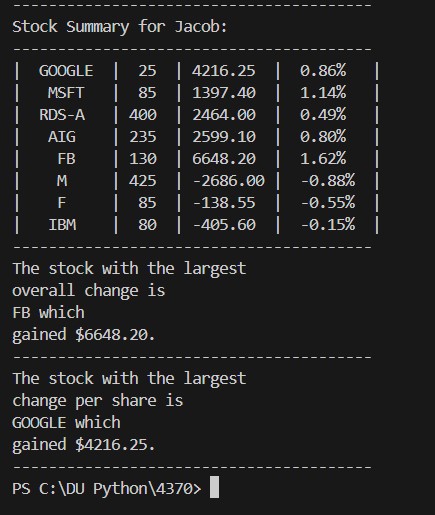 ----------------------------------------
Stock Summary for Jacob:
----------------------------------------
|  GOOGLE  |  25  | 4216.25  |  0.86%   |
|   MSFT   |  85  | 1397.40  |  1.14%   |
|  RDS-A   | 400  | 2464.00  |  0.49%   |
|   AIG    | 235  | 2599.10  |  0.80%   |
|    FB    | 130  | 6648.20  |  1.62%   |
|    M     | 425  | -2686.00 |  -0.88%  |
|    F     |  85  | -138.55  |  -0.55%  |
|   IBM    |  80  | -405.60  |  -0.15%  |
----------------------------------------
The stock with the largest
overall change is
FB which
gained $6648.20.
----------------------------------------
The stock with the largest
change per share is
GOOGLE which
gained $4216.25.
----------------------------------------
PS C:\DU Python\4370>